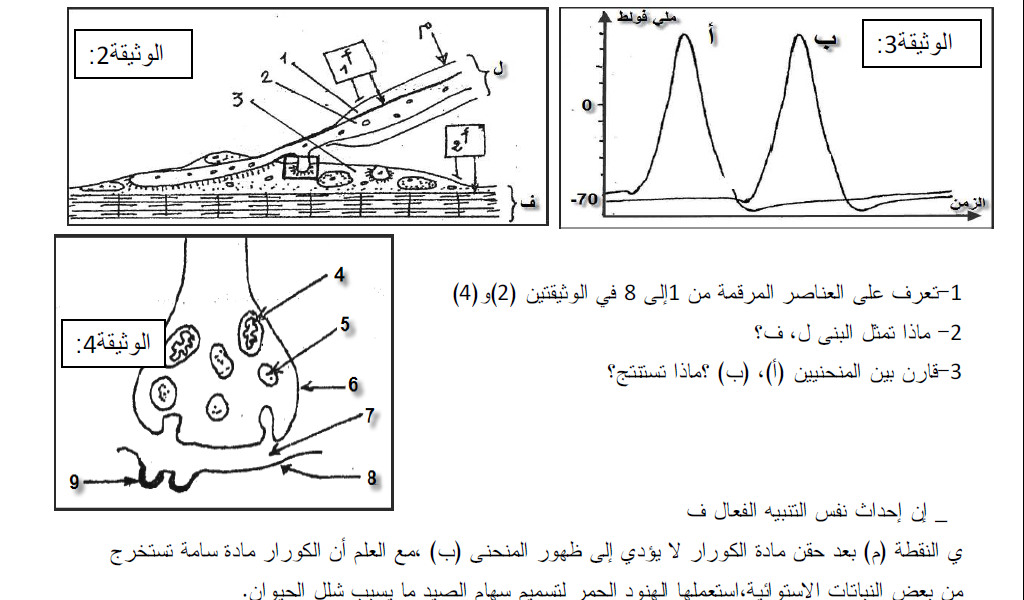 الوثيقة3:
ملي فولط
أ
ب
0
-70
الزمن
الوثيقة2:
1
2
3
f
1
م
ل
f
2
ف
الوثيقة4:
4
5
6
7
8
9
1-تعرف على العناصر المرقمة من 1إلى 8 في الوثيقتين (2)و (4)
2- ماذا تمثل البنى ل، ف؟
3-قارن بين المنحنيين (أ)، (ب) ؟ماذا تستنتج؟
_ إن إحداث نفس التنبيه الفعال ف
ي النقطة (م) بعد حقن مادة الكورار لا يؤدي إلى ظهور المنحنى (ب) ،مع العلم أن الكورار مادة سامة تستخرج
من بعض النباتات الاستوائية،استعملها الهنود الحمر لتسميم سهام الصيد ما يسبب شلل الحيوان.